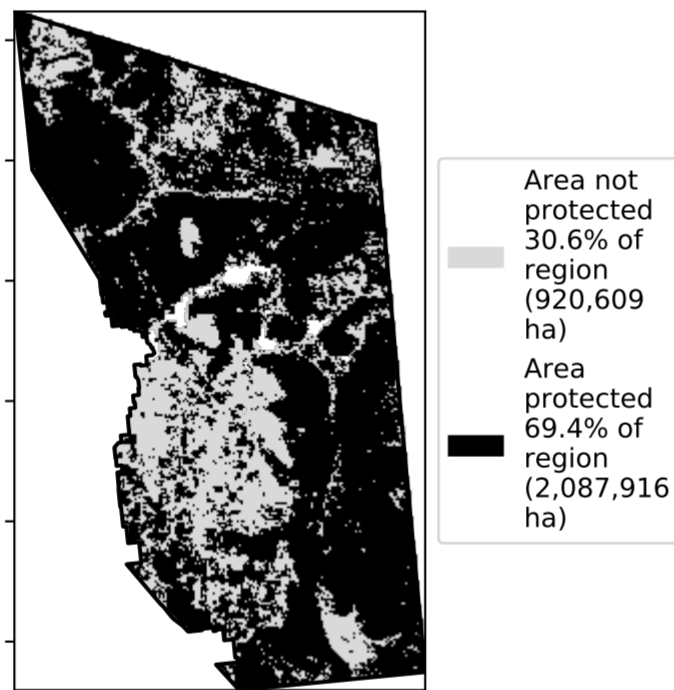 Area not
protected
30.6% of
region
(920,609
ha)
Area
protected
69.4% of
region
(2,087,916
ha)